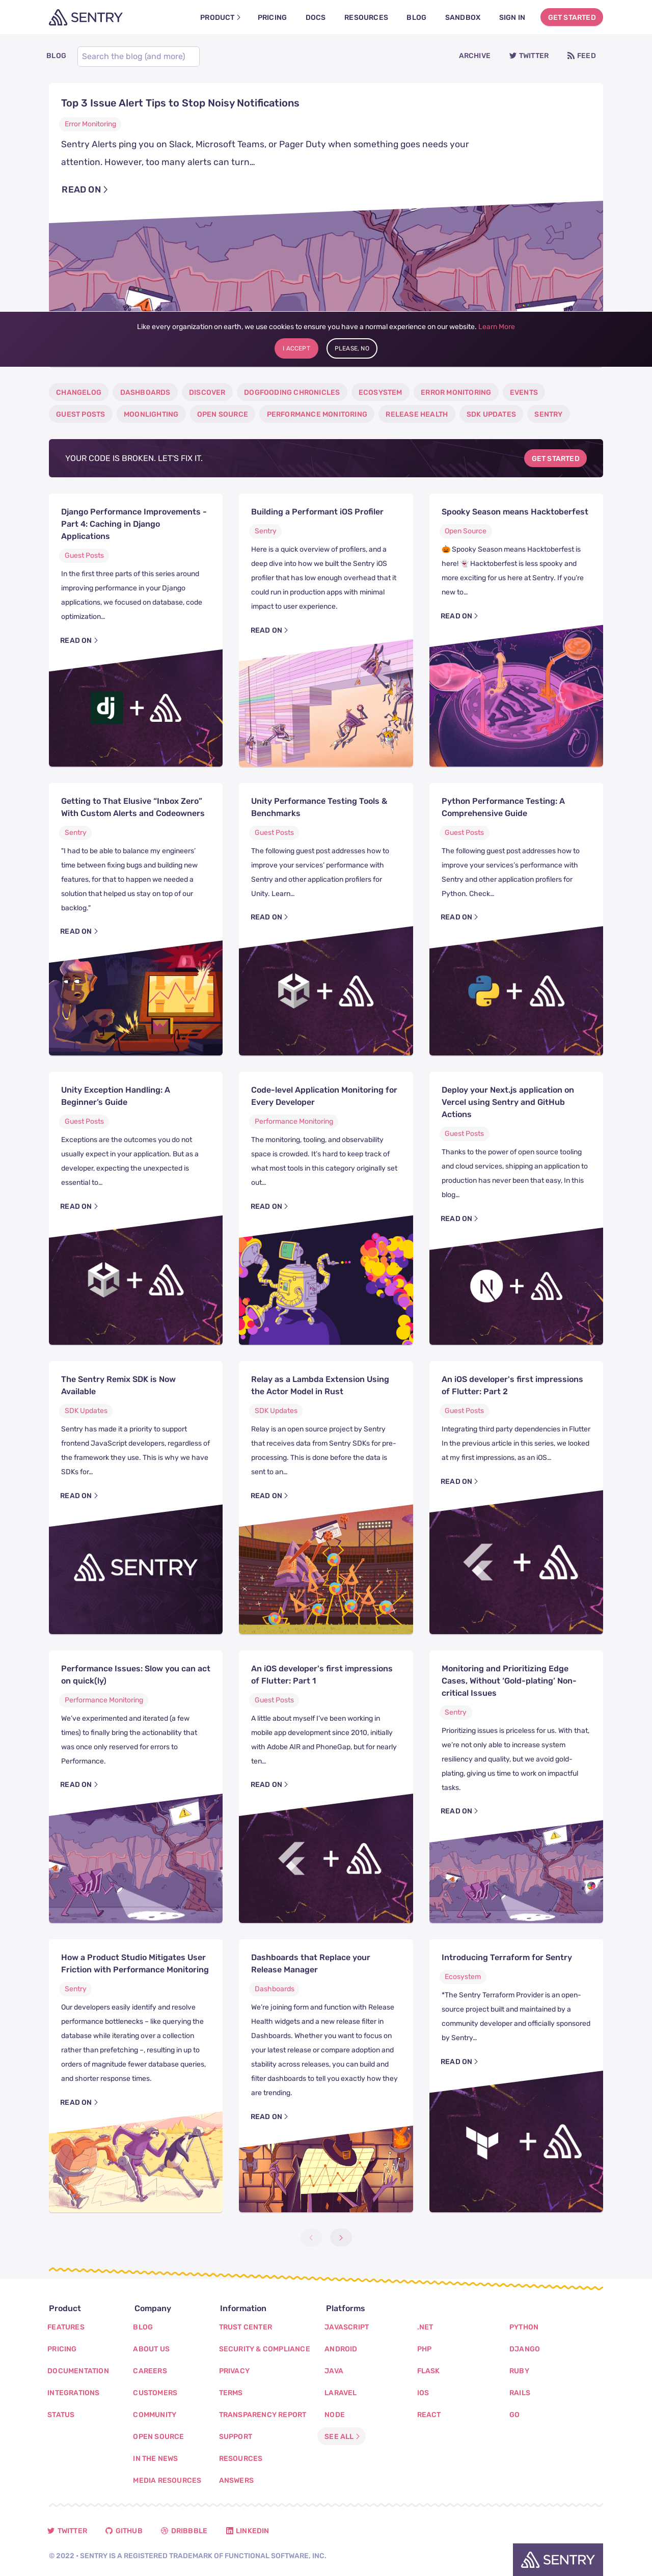 SENTRY
PRODUCT
PRICING
DOCS
RESOURCES
BLOG
SANDBOX
SIGN IN
GET STARTED
BLOG
Search the blog (and more)
ARCHIVE
TWITTER
FEED
Top 3 Issue Alert Tips to Stop Noisy Notifications
Error Monitoring
Sentry Alerts ping you on Slack, Microsoft Teams, or Pager Duty when something goes needs your
attention. However, too many alerts can turn…
READ ON
Like every organization on earth, we use cookies to ensure you have a normal experience on our website. Learn More
I ACCEPT
PLEASE, NO
CHANGELOG
DASHBOARDS
DISCOVER
DOGFOODING CHRONICLES
ECOSYSTEM
ERROR MONITORING
EVENTS
GUEST POSTS
MOONLIGHTING
OPEN SOURCE
PERFORMANCE MONITORING
RELEASE HEALTH
SDK UPDATES
SENTRY
YOUR CODE IS BROKEN. LET'S FIX IT.
GET STARTED
Django Performance Improvements -
Part 4: Caching in Django
Applications
Guest Posts
In the first three parts of this series around
improving performance in your Django
applications, we focused on database, code
optimization…
READ ON
dj +
Building a Performant iOS Profiler
Sentry
Here is a quick overview of profilers, and a
deep dive into how we built the Sentry iOS
profiler that has low enough overhead that it
could run in production apps with minimal
impact to user experience.
READ ON
Spooky Season means Hacktoberfest
Open Source
🎃 Spooky Season means Hacktoberfest is
here! 👻 Hacktoberfest is less spooky and
more exciting for us here at Sentry. If you're
new to…
READ ON
Getting to That Elusive “Inbox Zero”
With Custom Alerts and Codeowners
Sentry
"I had to be able to balance my engineers'
time between fixing bugs and building new
features, for that to happen we needed a
solution that helped us stay on top of our
backlog."
READ ON
Unity Performance Testing Tools &
Benchmarks
Guest Posts
The following guest post addresses how to
improve your services’ performance with
Sentry and other application profilers for
Unity. Learn…
READ ON
+
Python Performance Testing: A
Comprehensive Guide
Guest Posts
The following guest post addresses how to
improve your services’s performance with
Sentry and other application profilers for
Python. Check…
READ ON
+
Unity Exception Handling: A
Beginner’s Guide
Guest Posts
Exceptions are the outcomes you do not
usually expect in your application. But as a
developer, expecting the unexpected is
essential to…
READ ON
+
Code-level Application Monitoring for
Every Developer
Performance Monitoring
The monitoring, tooling, and observability
space is crowded. It’s hard to keep track of
what most tools in this category originally set
out…
READ ON
Deploy your Next.js application on
Vercel using Sentry and GitHub
Actions
Guest Posts
Thanks to the power of open source tooling
and cloud services, shipping an application to
production has never been that easy, In this
blog…
READ ON
N +
The Sentry Remix SDK is Now
Available
SDK Updates
Sentry has made it a priority to support
frontend JavaScript developers, regardless of
the framework they use. This is why we have
SDKs for…
READ ON
SENTRY
Relay as a Lambda Extension Using
the Actor Model in Rust
SDK Updates
Relay is an open source project by Sentry
that receives data from Sentry SDKs for pre-
processing. This is done before the data is
sent to an…
READ ON
An iOS developer's first impressions
of Flutter: Part 2
Guest Posts
Integrating third party dependencies in Flutter
In the previous article in this series, we looked
at my first impressions, as an iOS…
READ ON
+
Performance Issues: Slow you can act
on quick(ly)
Performance Monitoring
We've experimented and iterated (a few
times) to finally bring the actionability that
was once only reserved for errors to
Performance.
READ ON
An iOS developer's first impressions
of Flutter: Part 1
Guest Posts
A little about myself I’ve been working in
mobile app development since 2010, initially
with Adobe AIR and PhoneGap, but for nearly
ten…
READ ON
+
Monitoring and Prioritizing Edge
Cases, Without ‘Gold-plating’ Non-
critical Issues
Sentry
Prioritizing issues is priceless for us. With that,
we're not only able to increase system
resiliency and quality, but we avoid gold-
plating, giving us time to work on impactful
tasks.
READ ON
How a Product Studio Mitigates User
Friction with Performance Monitoring
Sentry
Our developers easily identify and resolve
performance bottlenecks – like querying the
database while iterating over a collection
rather than prefetching –, resulting in up to
orders of magnitude fewer database queries,
and shorter response times.
READ ON
Dashboards that Replace your
Release Manager
Dashboards
We're joining form and function with Release
Health widgets and a new release filter in
Dashboards. Whether you want to focus on
your latest release or compare adoption and
stability across releases, you can build and
filter dashboards to tell you exactly how they
are trending.
READ ON
Introducing Terraform for Sentry
Ecosystem
*The Sentry Terraform Provider is an open-
source project built and maintained by a
community developer and officially sponsored
by Sentry…
READ ON
+
Product
FEATURES
PRICING
DOCUMENTATION
INTEGRATIONS
STATUS
Company
BLOG
ABOUT US
CAREERS
CUSTOMERS
COMMUNITY
OPEN SOURCE
IN THE NEWS
MEDIA RESOURCES
Information
TRUST CENTER
SECURITY & COMPLIANCE
PRIVACY
TERMS
TRANSPARENCY REPORT
SUPPORT
RESOURCES
ANSWERS
Platforms
JAVASCRIPT
ANDROID
JAVA
LARAVEL
NODE
SEE ALL
.NET
PHP
FLASK
IOS
REACT
PYTHON
DJANGO
RUBY
RAILS
GO
TWITTER
GITHUB
DRIBBBLE
LINKEDIN
© 2022 • SENTRY IS A REGISTERED TRADEMARK OF FUNCTIONAL SOFTWARE, INC.
SENTRY